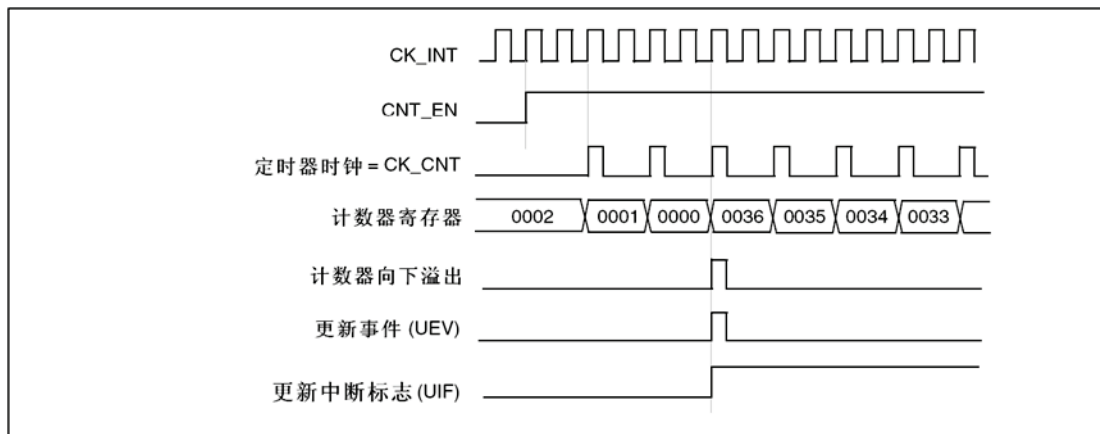 CK_INT
CNT_EN
定时器时钟 = CK_CNT
计数器寄存器 0002 0001 0000 0036 0035 0034 0033
计数器向下溢出
更新事件 (UEV)
更新中断标志 (UIF)